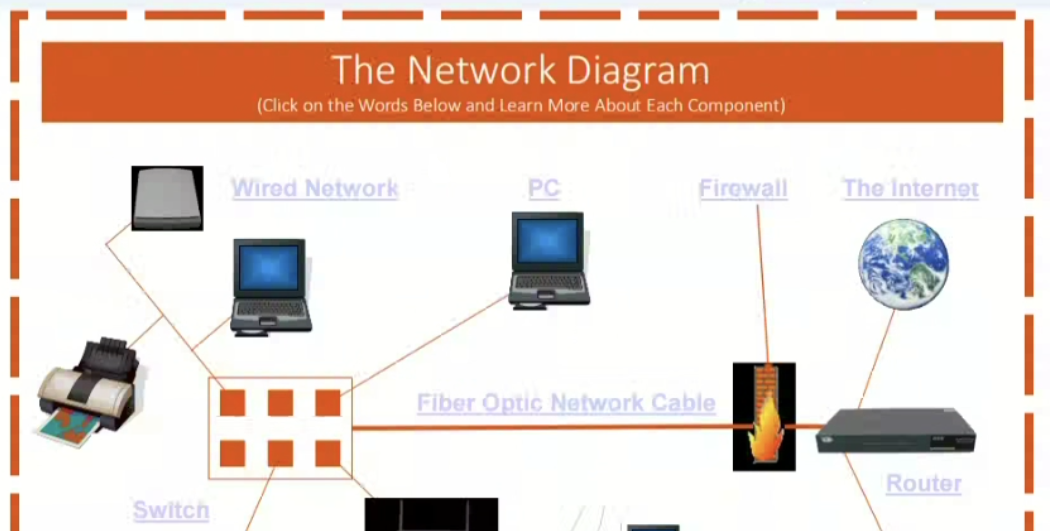 The Network Diagram
(Click on the Words Below and Learn More About Each Component)
Wired Network
PC
Firewall
The Internet
Fiber Optic Network Cable
Router
Switch